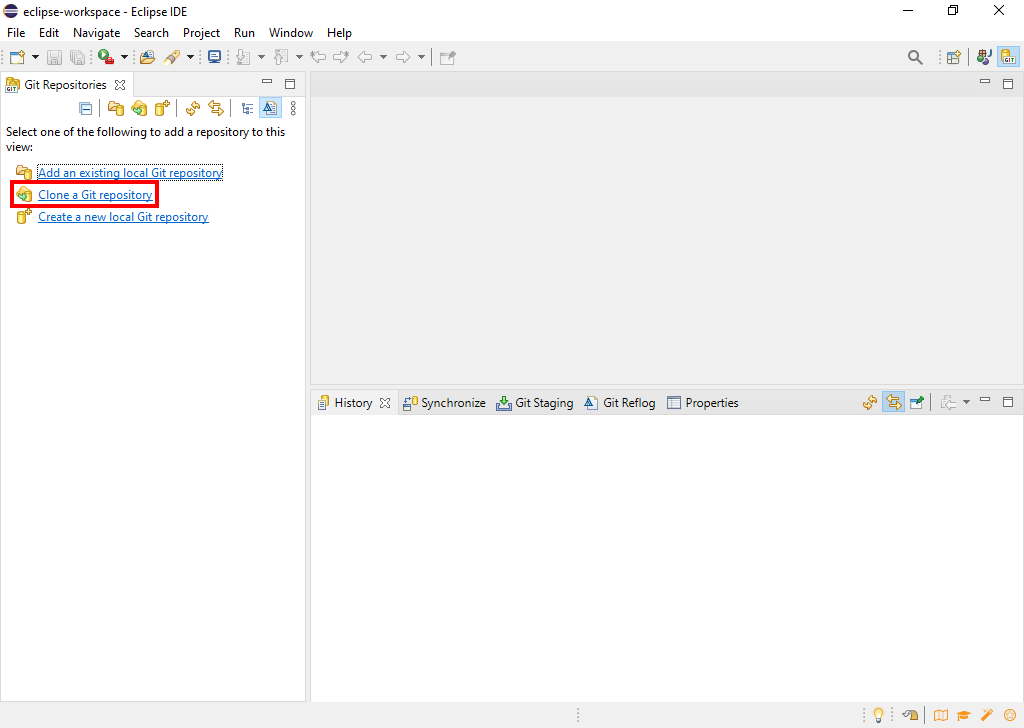 eclipse-workspace - Eclipse IDE
File Edit Navigate Search Project Run Window Help
Git Repositories
Select one of the following to add a repository to this
view:
Add an existing local Git repository
Clone a Git repository
Create a new local Git repository
History Synchronize Git Staging Git Reflog Properties